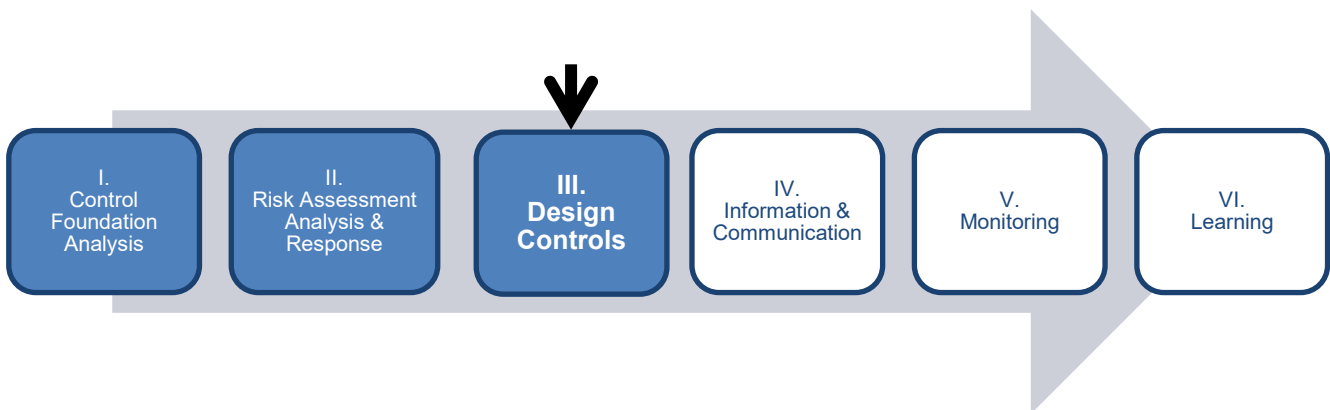 I.
Control
Foundation
Analysis
II.
Risk Assessment
Analysis &
Response
III.
Design
Controls
IV.
Information &
Communication
V.
Monitoring
VI.
Learning